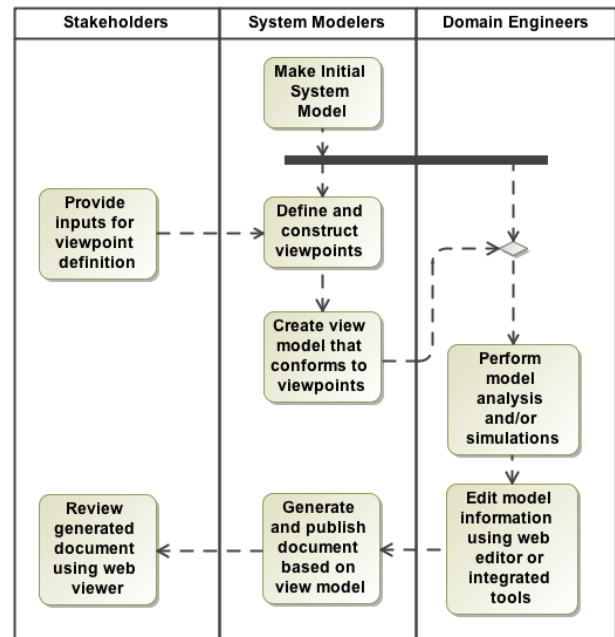 Stakeholders
System Modelers
Domain Engineers
Make Initial
System
Model
Provide
inputs for
viewpoint
definition
Define and
construct
viewpoints
Create view
model that
conforms to
viewpoints
Perform
model
analysis
and/or
simulations
Edit model
information
using web
editor or
integrated
tools
Generate
and publish
document
based on
view model
Review
generated
document
using web
viewer